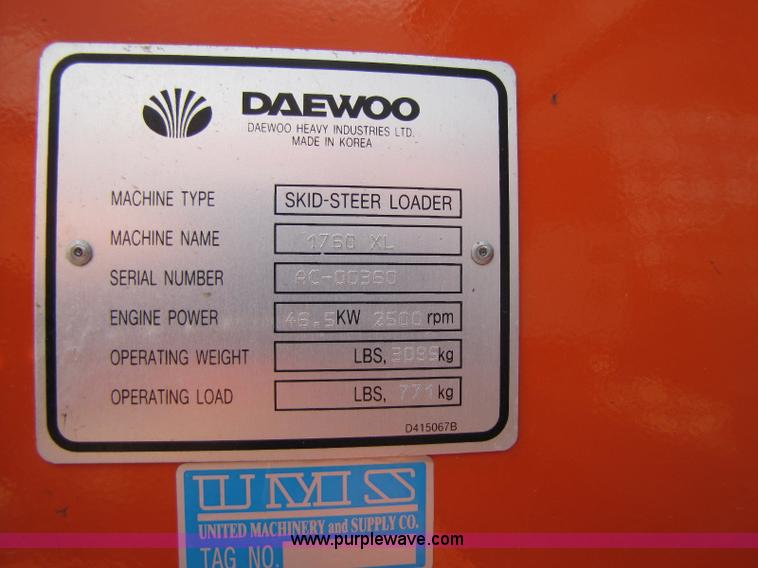 DAEWOO
DAEWOO HEAVY INDUSTRIES LTD.
MADE IN KOREA
MACHINE TYPE SKID-STEER LOADER
MACHINE NAME 1760 XL
SERIAL NUMBER AC-00360
ENGINE POWER 46.5KW 2500 rpm
OPERATING WEIGHT LBS, kg
OPERATING LOAD LBS, 771 kg
D415067B
UMS
UNITED MACHINERY and SUPPLY CO.
www.purplewave.com
TAG NO.